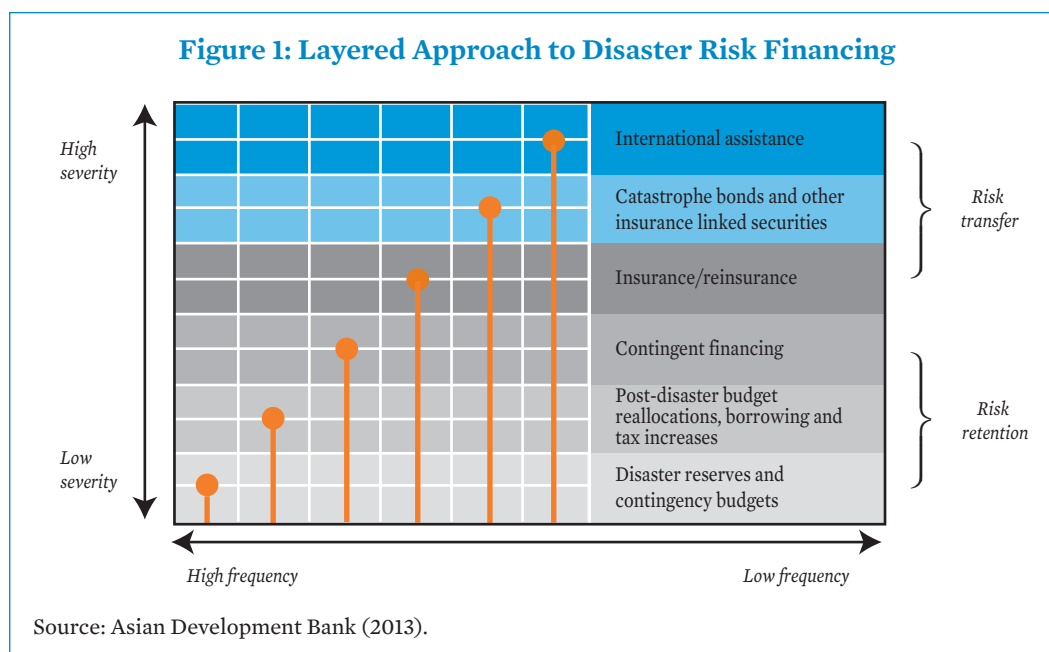 Figure 1: Layered Approach to Disaster Risk Financing
High
severity
International assistance
Catastrophe bonds and other
insurance linked securities
Risk
transfer
Insurance/reinsurance
Contingent financing
Post-disaster budget
reallocations, borrowing and
tax increases
Risk
retention
Low
severity
Disaster reserves and
contingency budgets
High frequency
Low frequency
Source: Asian Development Bank (2013).